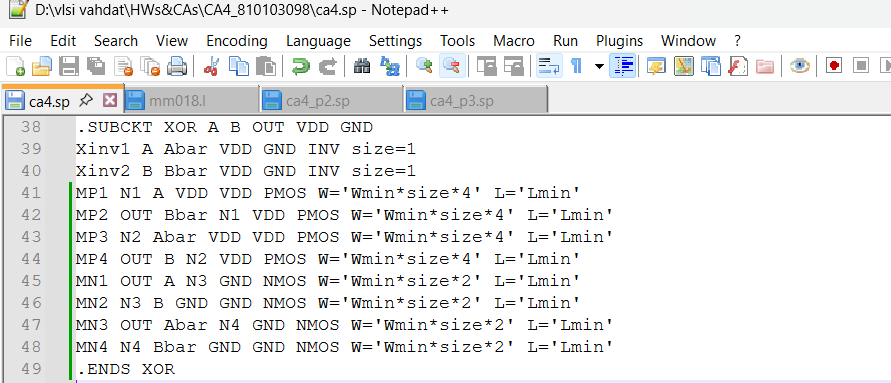 D:\vlsi vahdat\HWs&CAs\CA4_810103098\ca4.sp - Notepad++
File Edit Search View Encoding Language Settings Tools Macro Run Plugins Window ?
ca4.sp mm018.l ca4_p2.sp ca4_p3.sp
38 .SUBCKT XOR A B OUT VDD GND
39 Xinv1 A Abar VDD GND INV size=1
40 Xinv2 B Bbar VDD GND INV size=1
41 MP1 N1 A VDD VDD PMOS W='Wmin*size*4' L='Lmin'
42 MP2 OUT Bbar N1 VDD PMOS W='Wmin*size*4' L='Lmin'
43 MP3 N2 Abar VDD VDD PMOS W='Wmin*size*4' L='Lmin'
44 MP4 OUT B N2 VDD PMOS W='Wmin*size*4' L='Lmin'
45 MN1 OUT A N3 GND NMOS W='Wmin*size*2' L='Lmin'
46 MN2 N3 B GND GND NMOS W='Wmin*size*2' L='Lmin'
47 MN3 OUT Abar N4 GND NMOS W='Wmin*size*2' L='Lmin'
48 MN4 N4 Bbar GND GND NMOS W='Wmin*size*2' L='Lmin'
49 .ENDS XOR